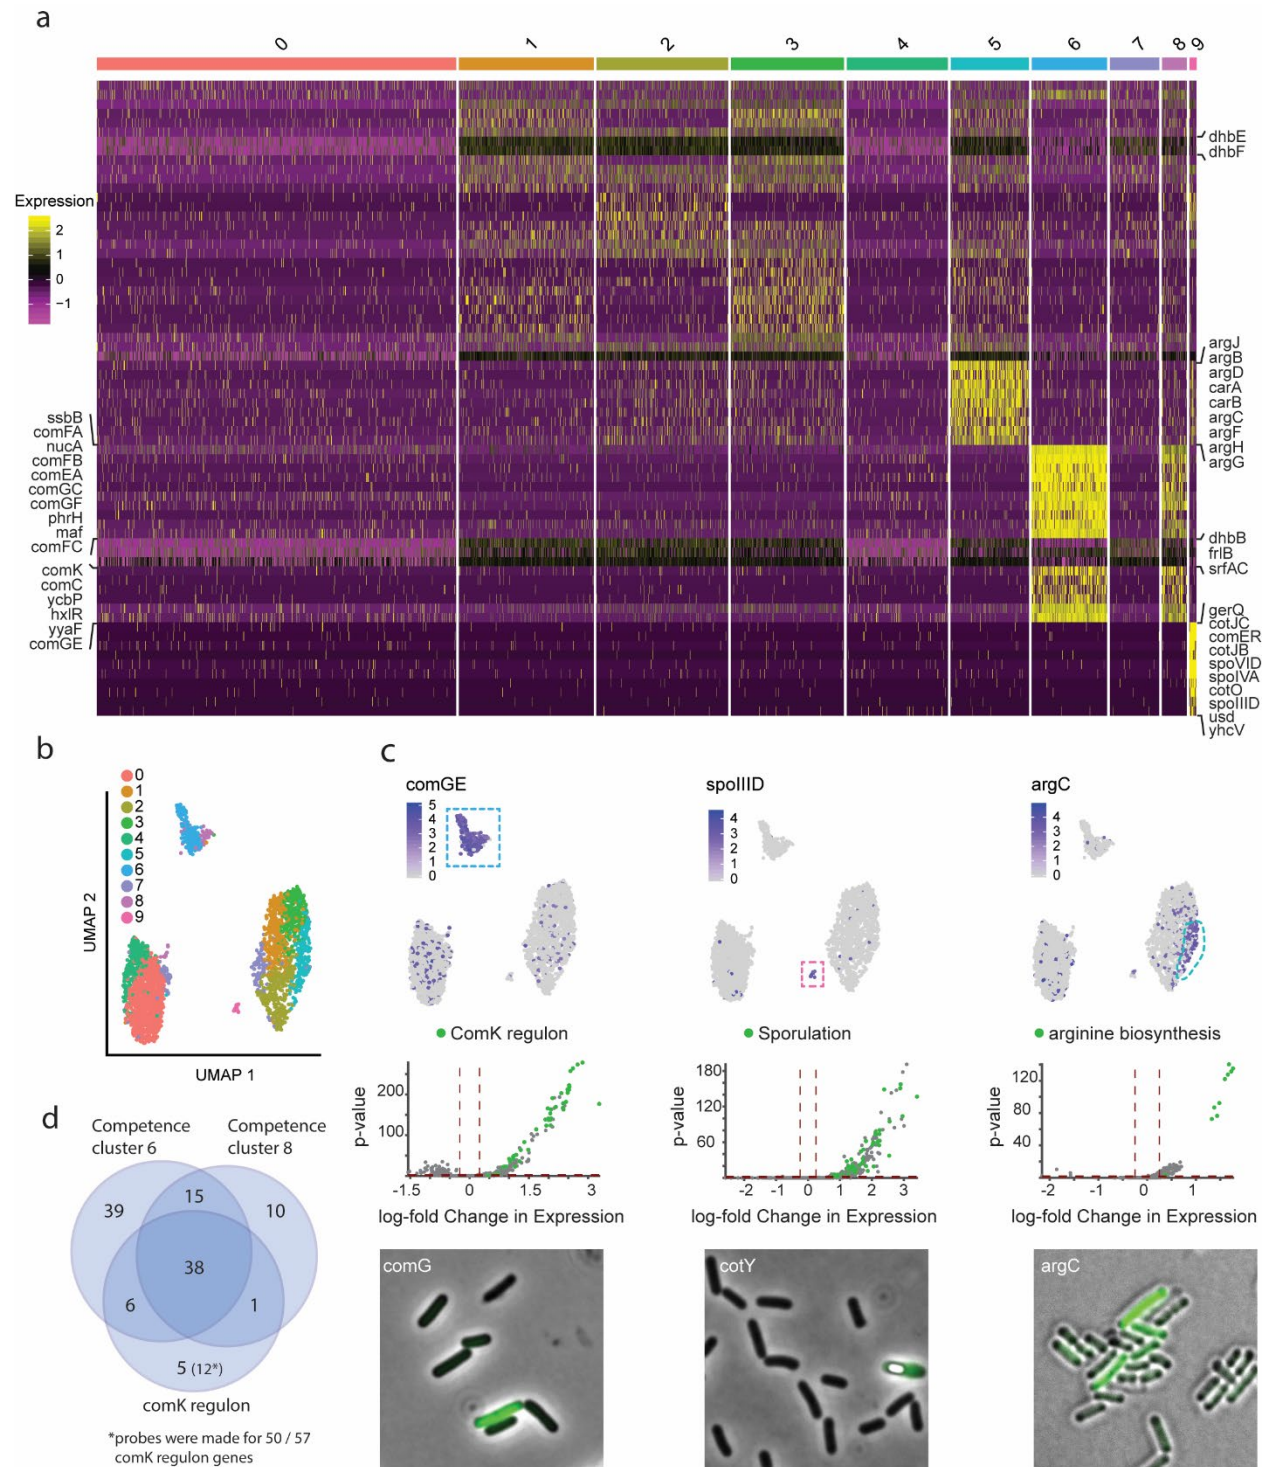 a
0 1 2 3 4 5 6 7 8 9
Expression
2
1
0
−1
dhbE
dhbF
argJ
argB
argD
carA
carB
argC
argF
argH
argG
dhbB
frlB
srfAC
gerQ
cotJC
comER
cotJB
spoVID
spoIVA
cotO
spoIIID
usd
yhcV
ssbB
comFA
nucA
comFB
comEA
comGC
comGF
phrH
maf
comFC
comK
comC
ycbP
hxlR
yyaF
comGE
b
0
1
2
3
4
5
6
7
8
9
UMAP 2
UMAP 1
c
comGE
5
4
3
2
1
0
spoIIID
4
3
2
1
0
argC
4
3
2
1
0
ComK regulon
p-value
200
100
-1.5 0 1.5 3
log-fold Change in Expression
Sporulation
p-value
180
120
60
-2 -1 0 1 2 3
log-fold Change in Expression
arginine biosynthesis
p-value
120
80
40
-2 -1 0 1
log-fold Change in Expression
comG
cotY
argC
d
Competence
cluster 6
Competence
cluster 8
39
15
10
38
6
1
5 (12*)
comK regulon
*probes were made for 50 / 57
comK regulon genes